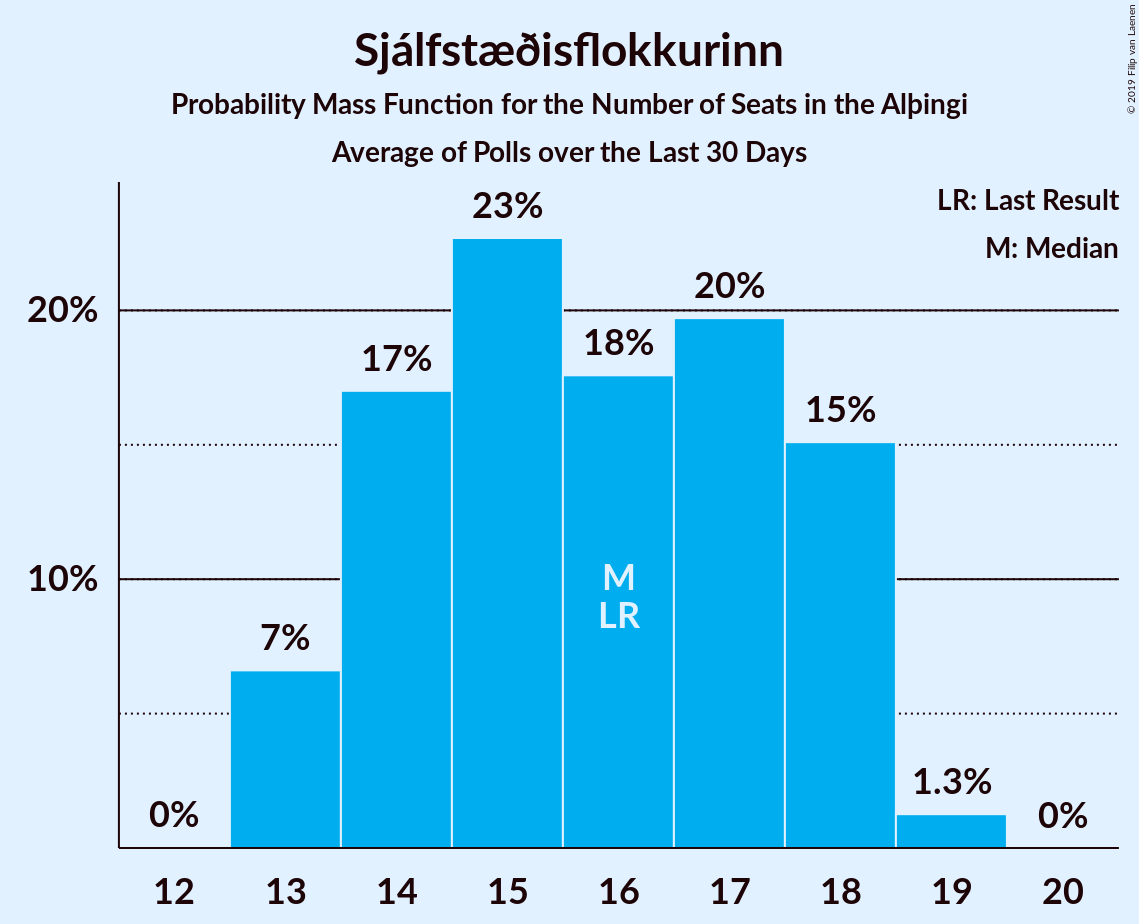 Sjálfstæðisflokkurinn
Probability Mass Function for the Number of Seats in the Alþingi
Average of Polls over the Last 30 Days
© 2019 Filip van Laenen
LR: Last Result
M: Median
20%
10%
0%
7%
17%
23%
18%
20%
15%
1.3%
0%
M
LR
12 13 14 15 16 17 18 19 20